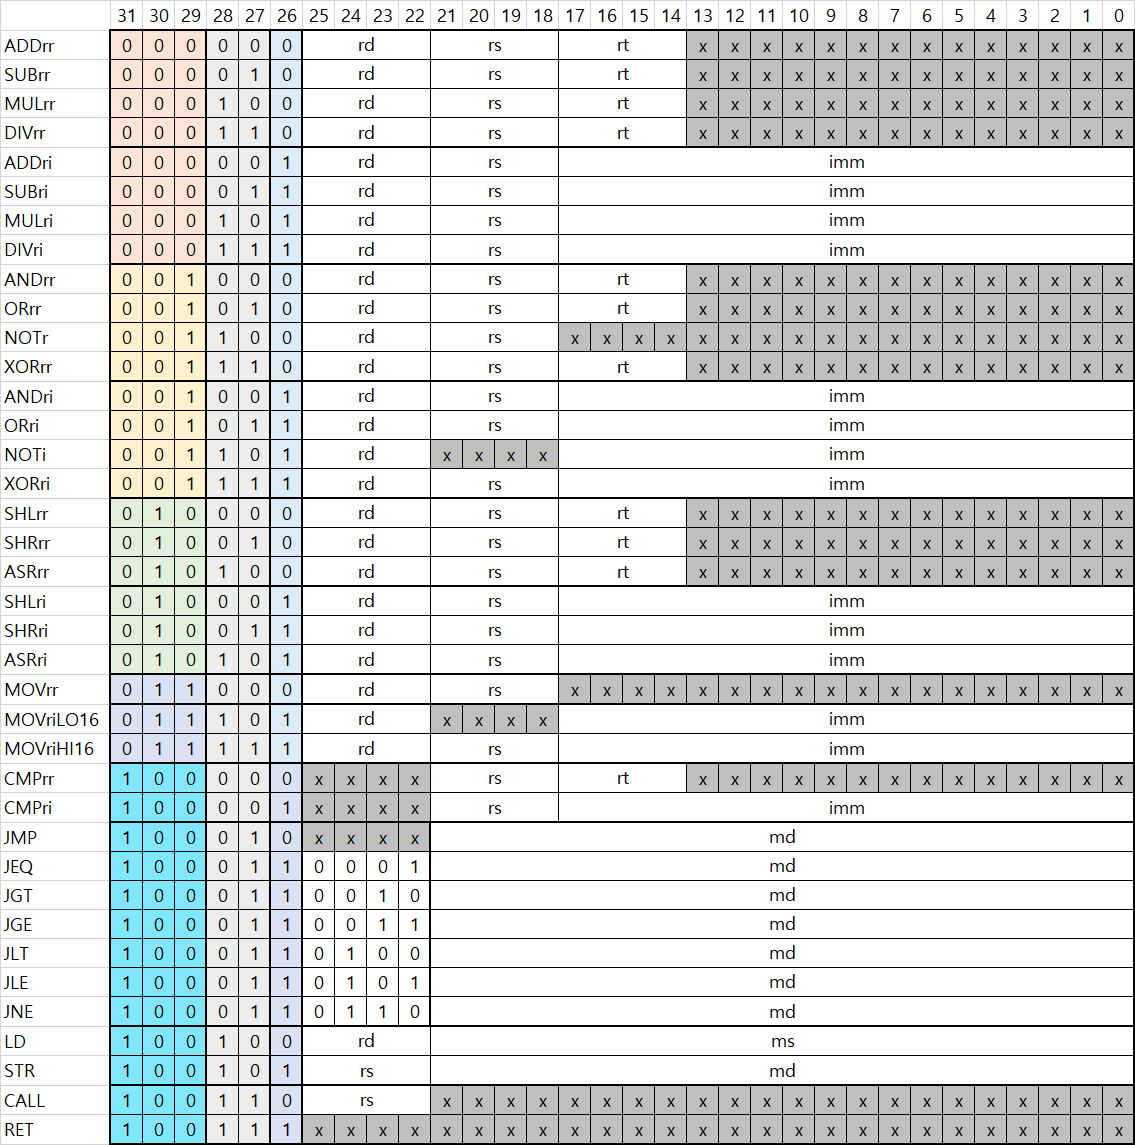 31 30 29 28 27 26 25 24 23 22 21 20 19 18 17 16 15 14 13 12 11 10 9 8 7 6 5 4 3 2 1 0
ADDrr 0 0 0 0 0 0 rd rs rt x x x x x x x x x x x x x x
SUBrr 0 0 0 0 1 0 rd rs rt x x x x x x x x x x x x x x
MULrr 0 0 0 1 0 0 rd rs rt x x x x x x x x x x x x x x
DIVrr 0 0 0 1 1 0 rd rs rt x x x x x x x x x x x x x x
ADDri 0 0 0 0 0 1 rd rs imm
SUBri 0 0 0 0 1 1 rd rs imm
MULri 0 0 0 1 0 1 rd rs imm
DIVri 0 0 0 1 1 1 rd rs imm
ANDrr 0 0 1 0 0 0 rd rs rt x x x x x x x x x x x x x x
ORrr 0 0 1 0 1 0 rd rs rt x x x x x x x x x x x x x x
NOTr 0 0 1 1 0 0 rd rs x x x x x x x x x x x x x x x x x x
XORrr 0 0 1 1 1 0 rd rs rt x x x x x x x x x x x x x x
ANDri 0 0 1 0 0 1 rd rs imm
ORri 0 0 1 0 1 1 rd rs imm
NOTi 0 0 1 1 0 1 rd x x x x imm
XORri 0 0 1 1 1 1 rd rs imm
SHLrr 0 1 0 0 0 0 rd rs rt x x x x x x x x x x x x x x
SHRrr 0 1 0 0 1 0 rd rs rt x x x x x x x x x x x x x x
ASRrr 0 1 0 1 0 0 rd rs rt x x x x x x x x x x x x x x
SHLri 0 1 0 0 0 1 rd rs imm
SHRri 0 1 0 0 1 1 rd rs imm
ASRri 0 1 0 1 0 1 rd rs imm
MOVrr 0 1 1 0 0 0 rd rs x x x x x x x x x x x x x x x x x x
MOVriLO16 0 1 1 1 0 1 rd x x x x imm
MOVriHI16 0 1 1 1 1 1 rd rs imm
CMPrr 1 0 0 0 0 0 x x x x rs rt x x x x x x x x x x x x x x
CMPri 1 0 0 0 0 1 x x x x rs imm
JMP 1 0 0 0 1 0 x x x x md
JEQ 1 0 0 0 1 1 0 0 0 1 md
JGT 1 0 0 0 1 1 0 0 1 0 md
JGE 1 0 0 0 1 1 0 0 1 1 md
JLT 1 0 0 0 1 1 0 1 0 0 md
JLE 1 0 0 0 1 1 0 1 0 1 md
JNE 1 0 0 0 1 1 0 1 1 0 md
LD 1 0 0 1 0 0 rd ms
STR 1 0 0 1 0 1 rs md
CALL 1 0 0 1 1 0 rs x x x x x x x x x x x x x x x x x x x x x x
RET 1 0 0 1 1 1 x x x x x x x x x x x x x x x x x x x x x x x x x x